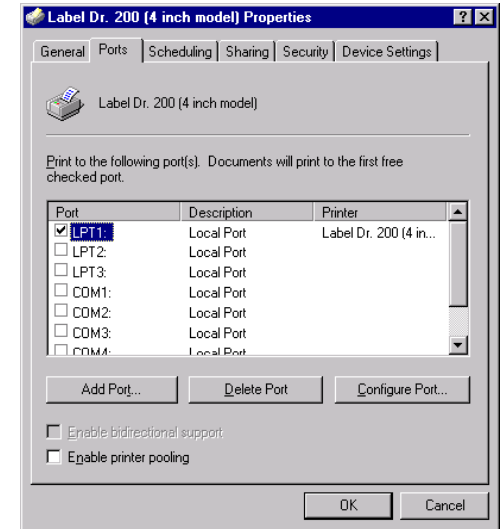 Label Dr. 200 (4 inch model) Properties
General Ports Scheduling Sharing Security Device Settings
Label Dr. 200 (4 inch model)
Print to the following port(s). Documents will print to the first free
checked port.
Port Description Printer
LPT1: Local Port Label Dr. 200 (4 in...
LPT2: Local Port
LPT3: Local Port
COM1: Local Port
COM2: Local Port
COM3: Local Port
COM4: Local Port
Add Port... Delete Port Configure Port...
Enable bidirectional support
Enable printer pooling
OK Cancel